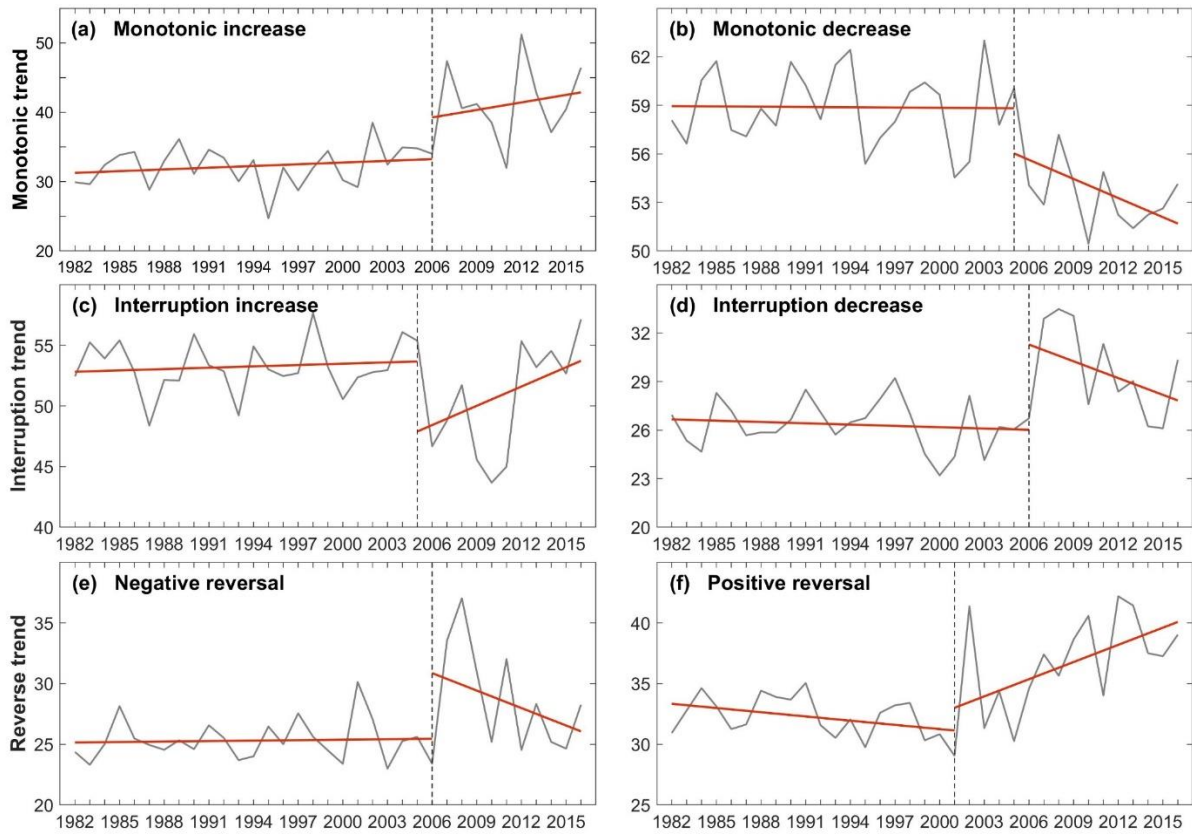 (a) Monotonic increase
Monotonic trend
50
40
30
20
1982 1985 1988 1991 1994 1997 2000 2003 2006 2009 2012 2015
(b) Monotonic decrease
62
59
56
53
50
1982 1985 1988 1991 1994 1997 2000 2003 2006 2009 2012 2015
(c) Interruption increase
Interruption trend
55
50
45
40
1982 1985 1988 1991 1994 1997 2000 2003 2006 2009 2012 2015
(d) Interruption decrease
32
29
26
23
20
1982 1985 1988 1991 1994 1997 2000 2003 2006 2009 2012 2015
(e) Negative reversal
Reverse trend
35
30
25
20
1982 1985 1988 1991 1994 1997 2000 2003 2006 2009 2012 2015
(f) Positive reversal
40
35
30
25
1982 1985 1988 1991 1994 1997 2000 2003 2006 2009 2012 2015